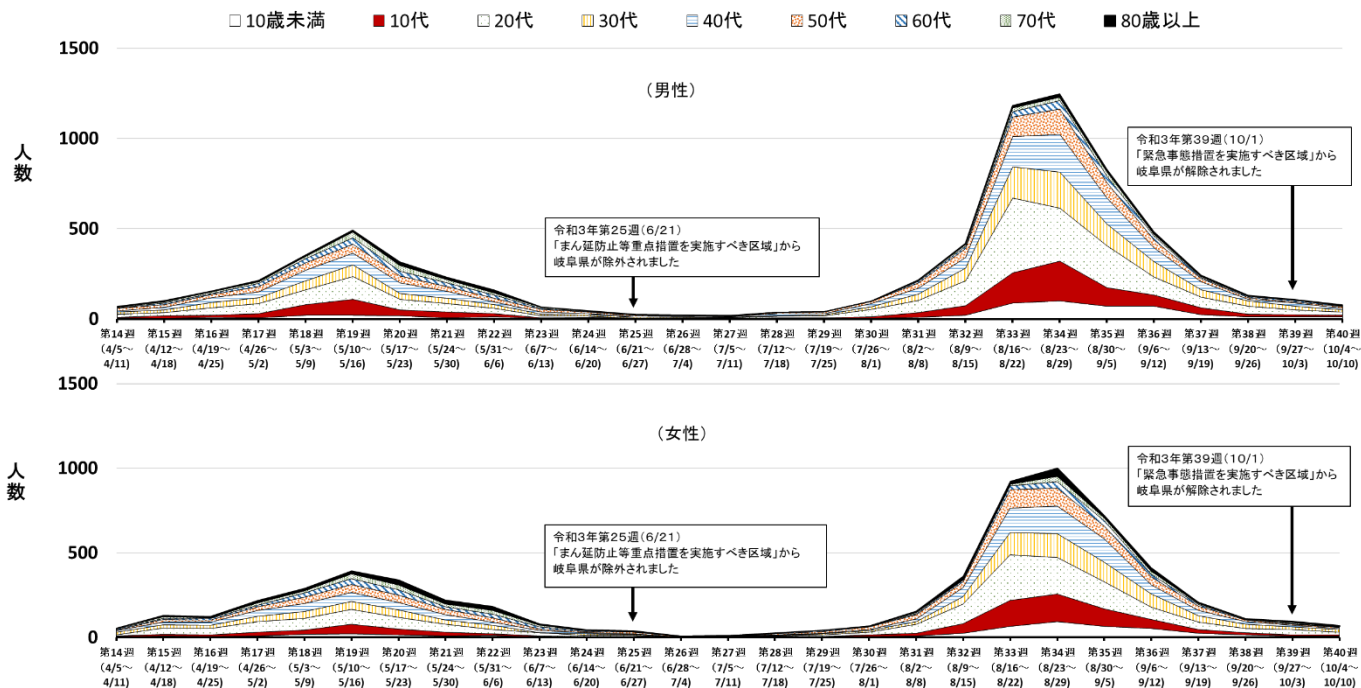 10歳未満 10代 20代 30代 40代 50代 60代 70代 80歳以上
1500
(男性)
1000
人数
令和3年第39週(10/1)
「緊急事態措置を実施すべき区域」から
岐阜県が解除されました
500
令和3年第25週(6/21)
「まん延防止等重点措置を実施すべき区域」から
岐阜県が除外されました
0
第14週 第15週 第16週 第17週 第18週 第19週 第20週 第21週 第22週 第23週 第24週 第25週 第26週 第27週 第28週 第29週 第30週 第31週 第32週 第33週 第34週 第35週 第36週 第37週 第38週 第39週 第40週
(4/5~ (4/12~ (4/19~ (4/26~ (5/3~ (5/10~ (5/17~ (5/24~ (5/31~ (6/7~ (6/14~ (6/21~ (6/28~ (7/5~ (7/12~ (7/19~ (7/26~ (8/2~ (8/9~ (8/16~ (8/23~ (8/30~ (9/6~ (9/13~ (9/20~ (9/27~ (10/4~
4/11) 4/18) 4/25) 5/2) 5/9) 5/16) 5/23) 5/30) 6/6) 6/13) 6/20) 6/27) 7/4) 7/11) 7/18) 7/25) 8/1) 8/8) 8/15) 8/22) 8/29) 9/5) 9/12) 9/19) 9/26) 10/3) 10/10)
1500
(女性)
1000
人数
令和3年第39週(10/1)
「緊急事態措置を実施すべき区域」から
岐阜県が解除されました
500
令和3年第25週(6/21)
「まん延防止等重点措置を実施すべき区域」から
岐阜県が除外されました
0
第14週 第15週 第16週 第17週 第18週 第19週 第20週 第21週 第22週 第23週 第24週 第25週 第26週 第27週 第28週 第29週 第30週 第31週 第32週 第33週 第34週 第35週 第36週 第37週 第38週 第39週 第40週
(4/5~ (4/12~ (4/19~ (4/26~ (5/3~ (5/10~ (5/17~ (5/24~ (5/31~ (6/7~ (6/14~ (6/21~ (6/28~ (7/5~ (7/12~ (7/19~ (7/26~ (8/2~ (8/9~ (8/16~ (8/23~ (8/30~ (9/6~ (9/13~ (9/20~ (9/27~ (10/4~
4/11) 4/18) 4/25) 5/2) 5/9) 5/16) 5/23) 5/30) 6/6) 6/13) 6/20) 6/27) 7/4) 7/11) 7/18) 7/25) 8/1) 8/8) 8/15) 8/22) 8/29) 9/5) 9/12) 9/19) 9/26) 10/3) 10/10)